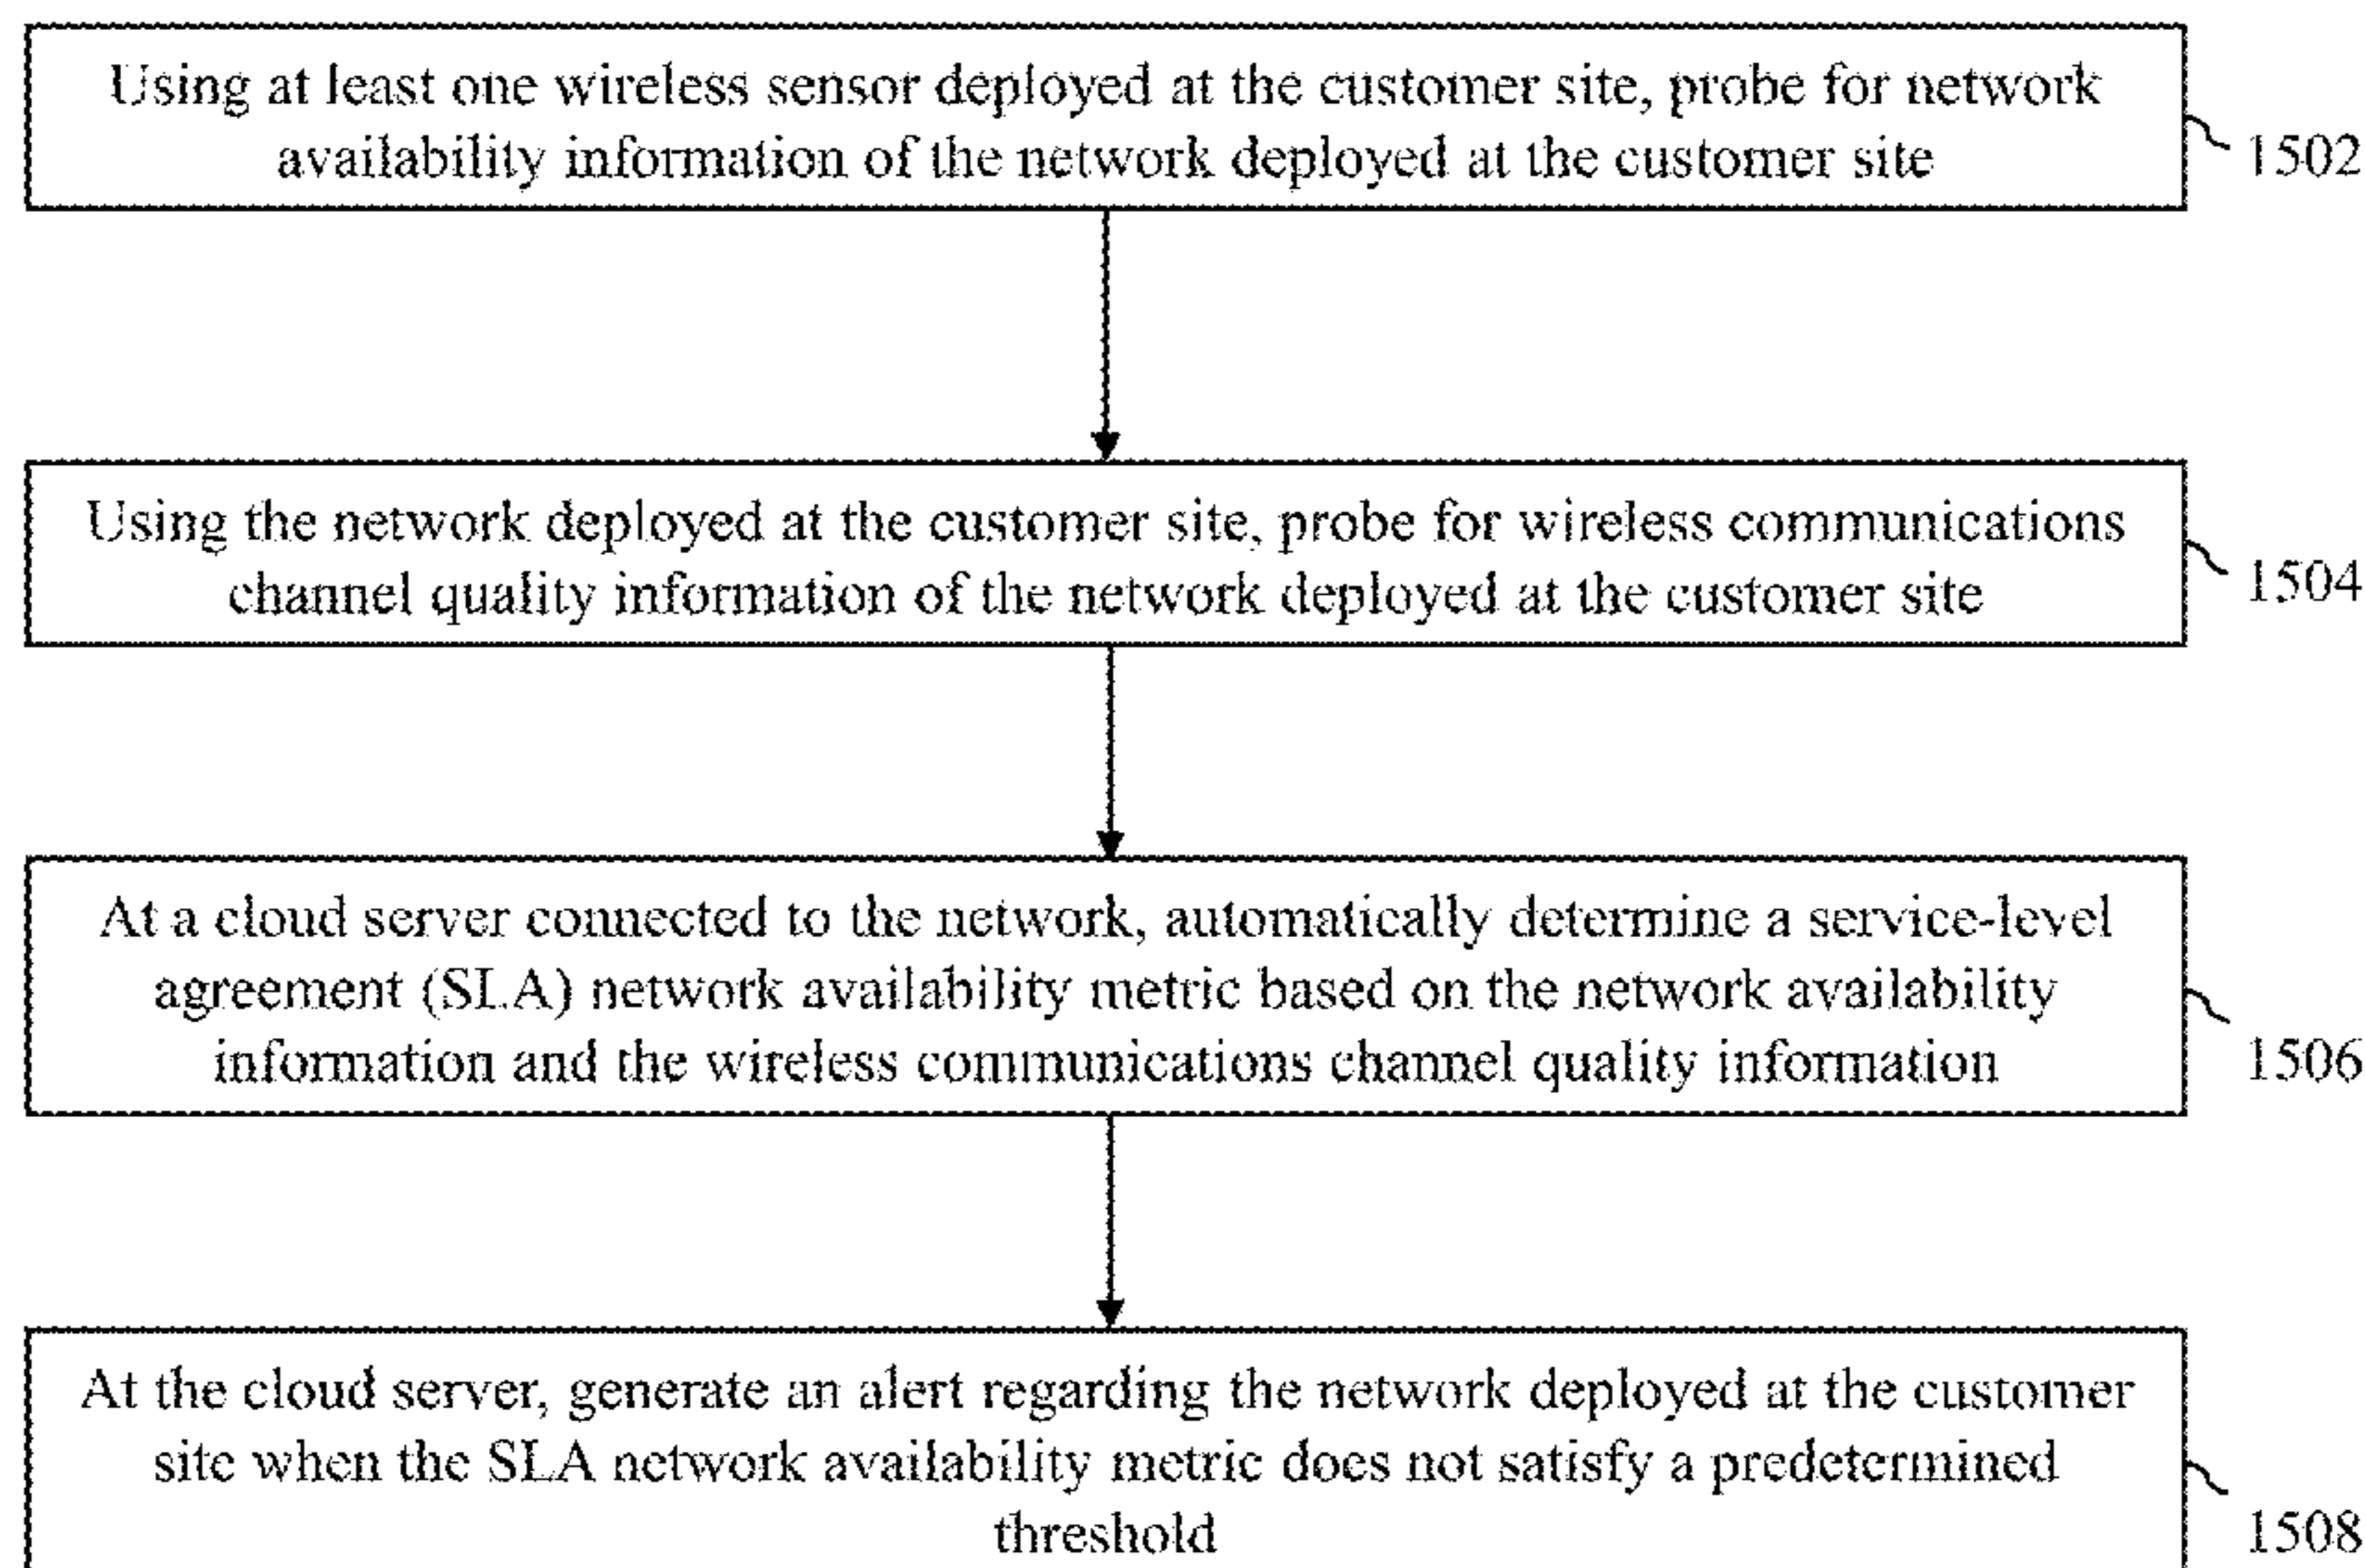 Using at least one wireless sensor deployed at the customer site, probe for network
availability information of the network deployed at the customer site
1502
Using the network deployed at the customer site, probe for wireless communications
channel quality information of the network deployed at the customer site
1504
At a cloud server connected to the network, automatically determine a service-level
agreement (SLA) network availability metric based on the network availability
information and the wireless communications channel quality information
1506
At the cloud server, generate an alert regarding the network deployed at the customer
site when the SLA network availability metric does not satisfy a predetermined
threshold
1508